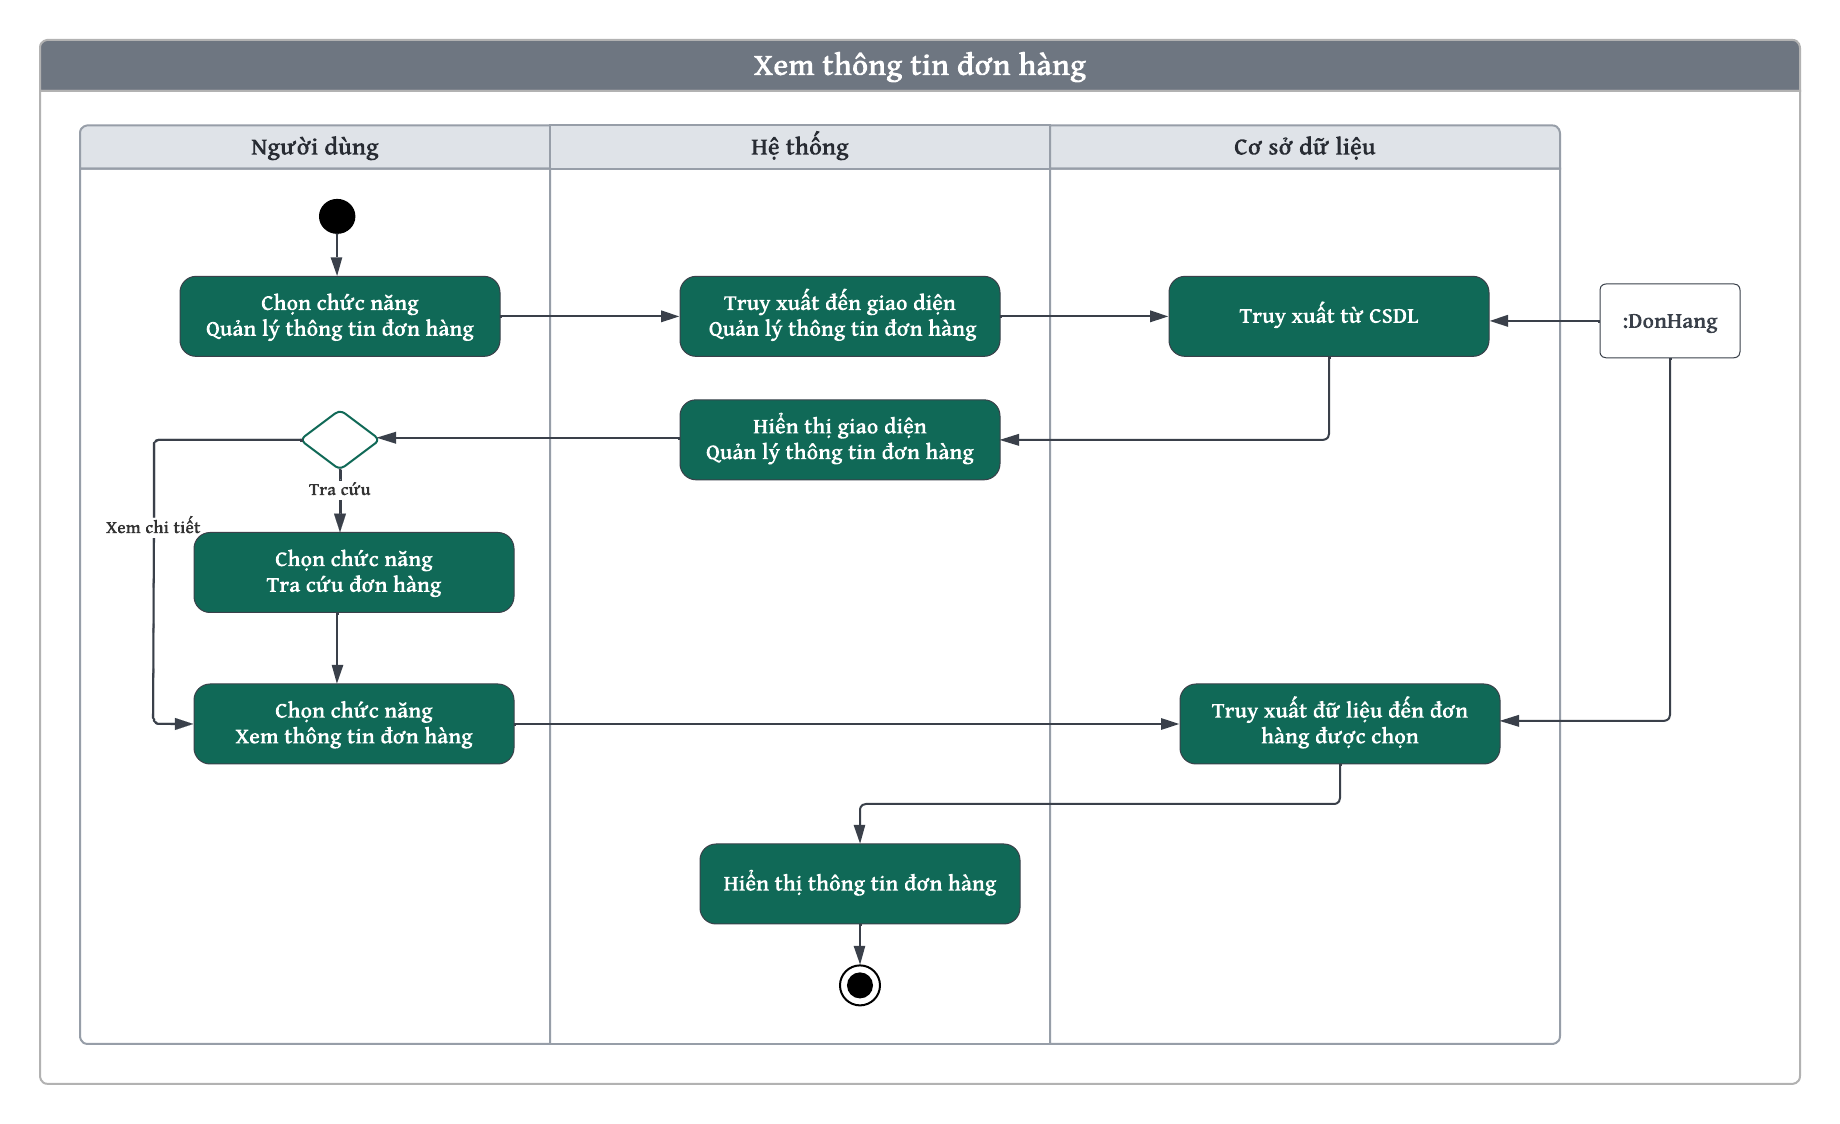 Xem thông tin đơn hàng
Người dùng
Hệ thống
Cơ sở dữ liệu
Chọn chức năng
Quản lý thông tin đơn hàng
Truy xuất đến giao diện
Quản lý thông tin đơn hàng
Truy xuất từ CSDL
:DonHang
Hiển thị giao diện
Quản lý thông tin đơn hàng
Tra cứu
Xem chi tiết
Chọn chức năng
Tra cứu đơn hàng
Chọn chức năng
Xem thông tin đơn hàng
Truy xuất đữ liệu đến đơn
hàng được chọn
Hiển thị thông tin đơn hàng